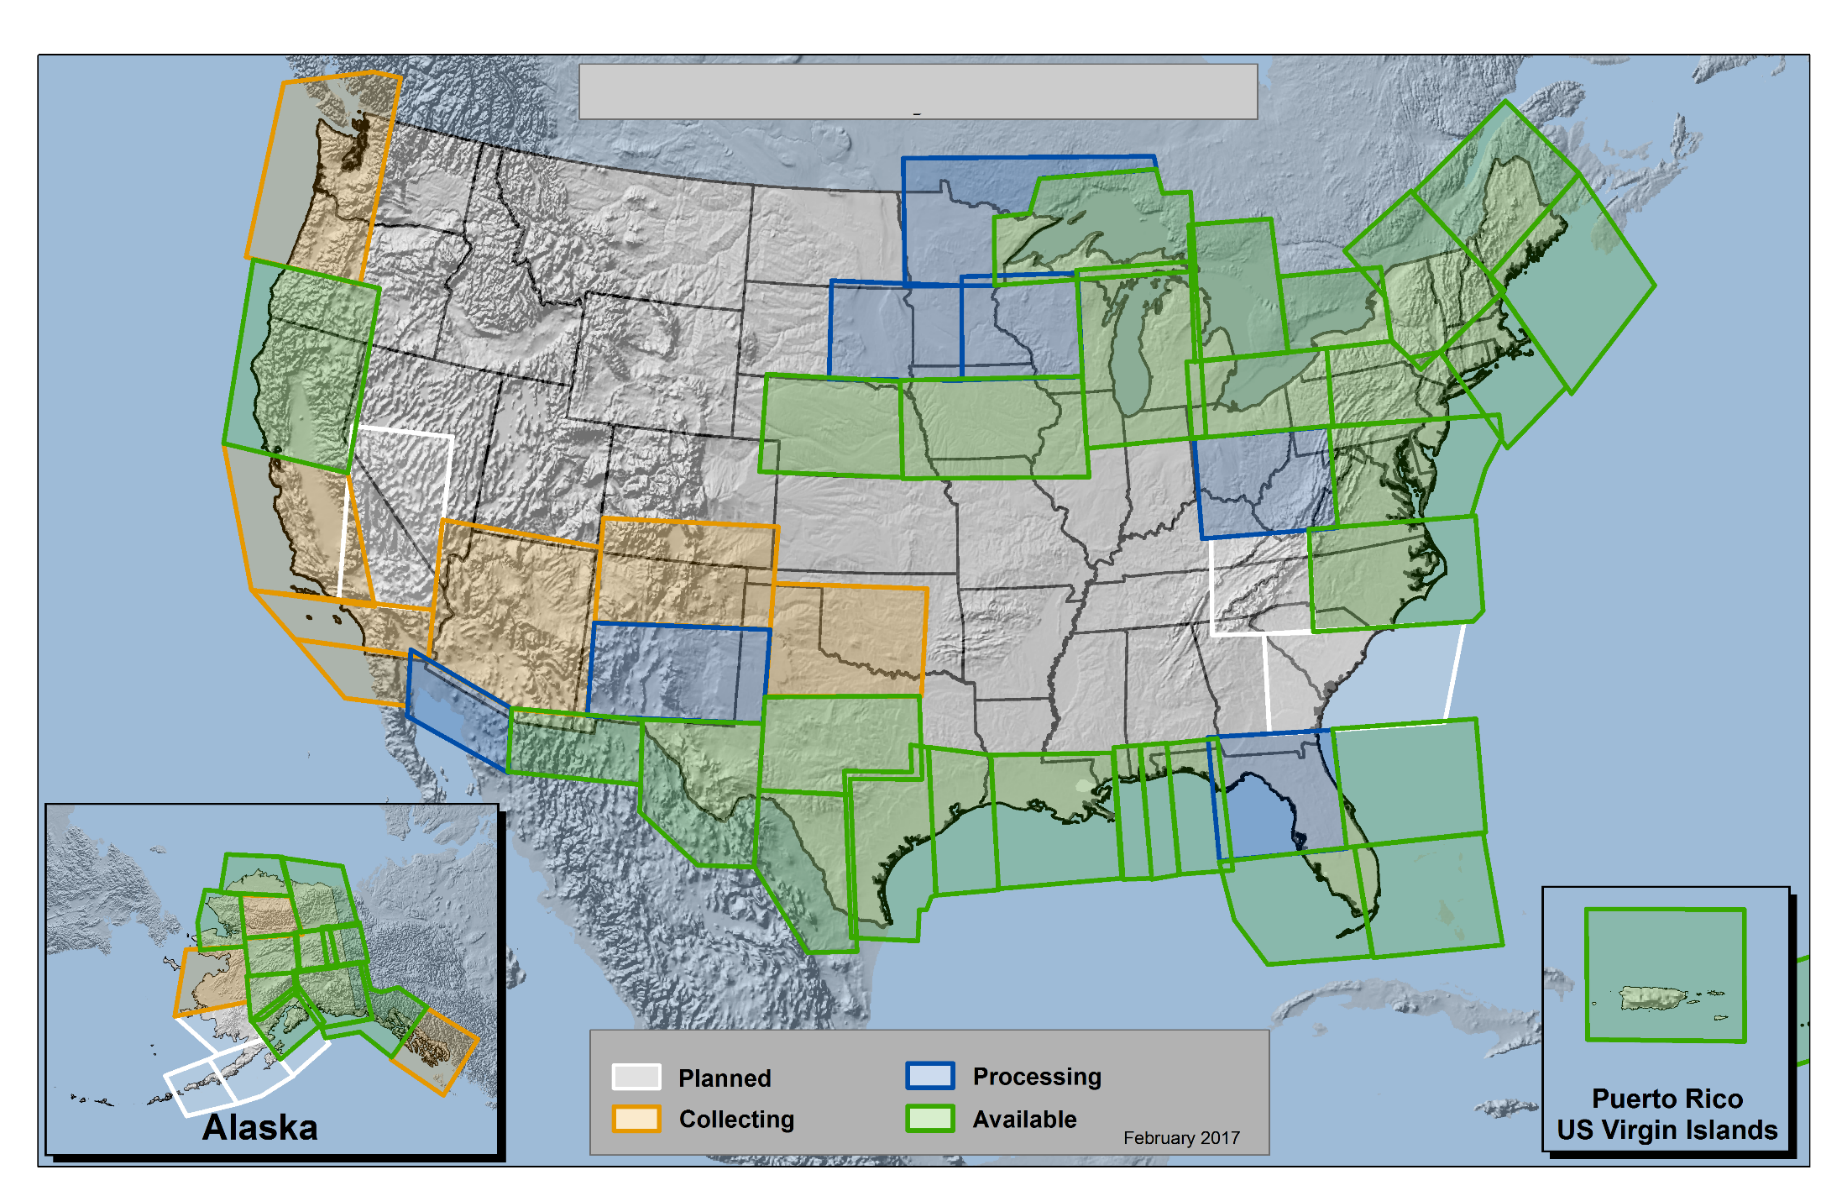 Planned
Processing
Collecting
Available
February 2017
Alaska
Puerto Rico
US Virgin Islands